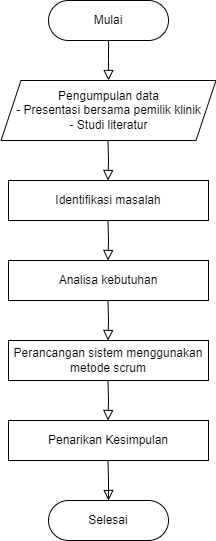 Mulai
Pengumpulan data
- Presentasi bersama pemilik klinik
- Studi literatur
Identifikasi masalah
Analisa kebutuhan
Perancangan sistem menggunakan
metode scrum
Penarikan Kesimpulan
Selesai